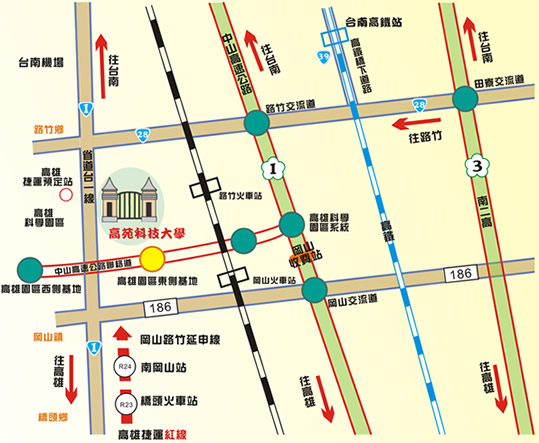 台南高鐵站
往台南
中山高速公路
往台南
39
高鐵橋下道路
往台南
台南機場
田寮交流道
1
路竹交流道
28
路竹鄉
28
往路竹
省道台一線
高雄
捷運預定站
1
3
路竹火車站
高雄
科學園區
高苑科技大學
南二高
高雄科學
園區系統
高鐵
岡山
收費站
中山高速公路聯絡道
高雄園區西側基地
高雄園區東側基地
岡山火車站
186
岡山交流道
186
岡山鎮
1
岡山路竹延申線
往高雄
R24
南岡山站
往高雄
往高雄
R23
橋頭火車站
橋頭鄉
高雄捷運紅線